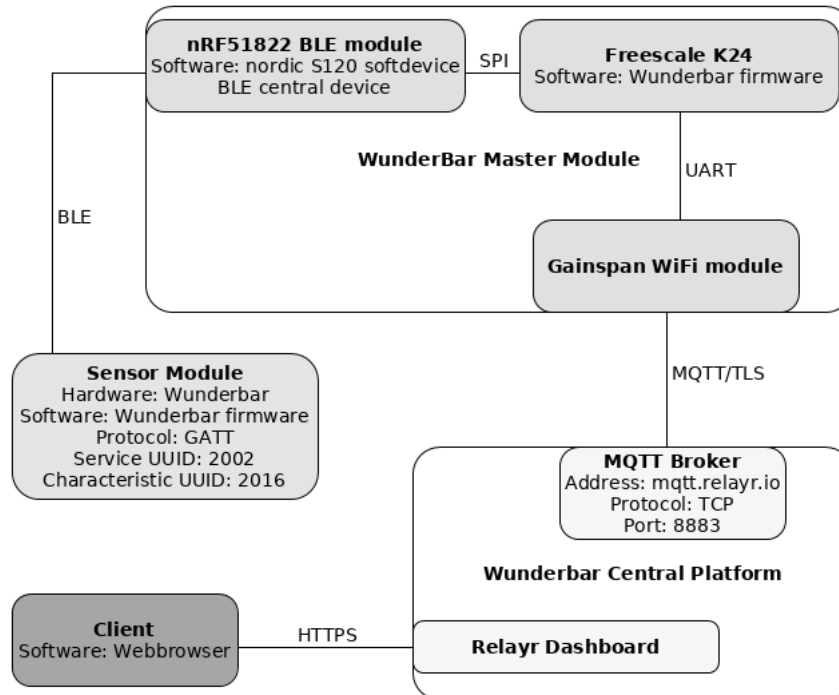 nRF51822 BLE module
Software: nordic S120 softdevice
BLE central device
SPI
Freescale K24
Software: Wunderbar firmware
WunderBar Master Module
UART
BLE
Gainspan WiFi module
Sensor Module
Hardware: Wunderbar
Software: Wunderbar firmware
Protocol: GATT
Service UUID: 2002
Characteristic UUID: 2016
MQTT/TLS
MQTT Broker
Address: mqtt.relayr.io
Protocol: TCP
Port: 8883
Wunderbar Central Platform
Client
Software: Webbrowser
HTTPS
Relayr Dashboard